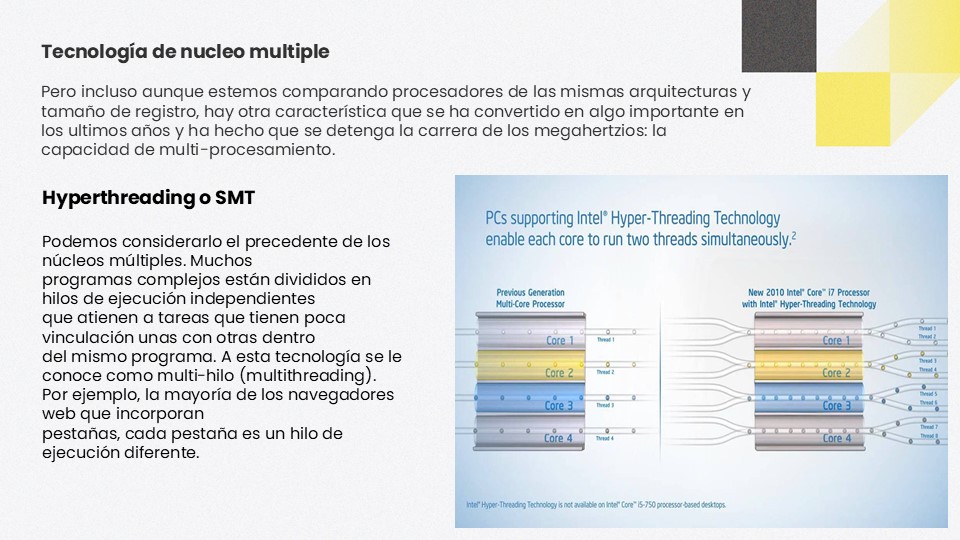 Tecnología de nucleo multiple
Pero incluso aunque estemos comparando procesadores de las mismas arquitecturas y
tamaño de registro, hay otra característica que se ha convertido en algo importante en
los ultimos años y ha hecho que se detenga la carrera de los megahertzios: la
capacidad de multi-procesamiento.
Hyperthreading o SMT
Podemos considerarlo el precedente de los
núcleos múltiples. Muchos
programas complejos están divididos en
hilos de ejecución independientes
que atienen a tareas que tienen poca
vinculación unas con otras dentro
del mismo programa. A esta tecnología se le
conoce como multi-hilo (multithreading).
Por ejemplo, la mayoría de los navegadores
web que incorporan
pestañas, cada pestaña es un hilo de
ejecución diferente.
PCs supporting Intel® Hyper-Threading Technology
enable each core to run two threads simultaneously.2
Previous Generation
Multi-Core Processor
Core 1
Thread 1
Core 2
Thread 2
Core 3
Thread 3
Core 4
Thread 4
New 2010 Intel® Core™ i7 Processor
with Intel® Hyper-Threading Technology
Core 1
Thread 1
Thread 2
Core 2
Thread 3
Thread 4
Core 3
Thread 5
Thread 6
Core 4
Thread 7
Thread 8
Intel® Hyper-Threading Technology is not available on Intel® Core™ i5-750 processor-based desktops.